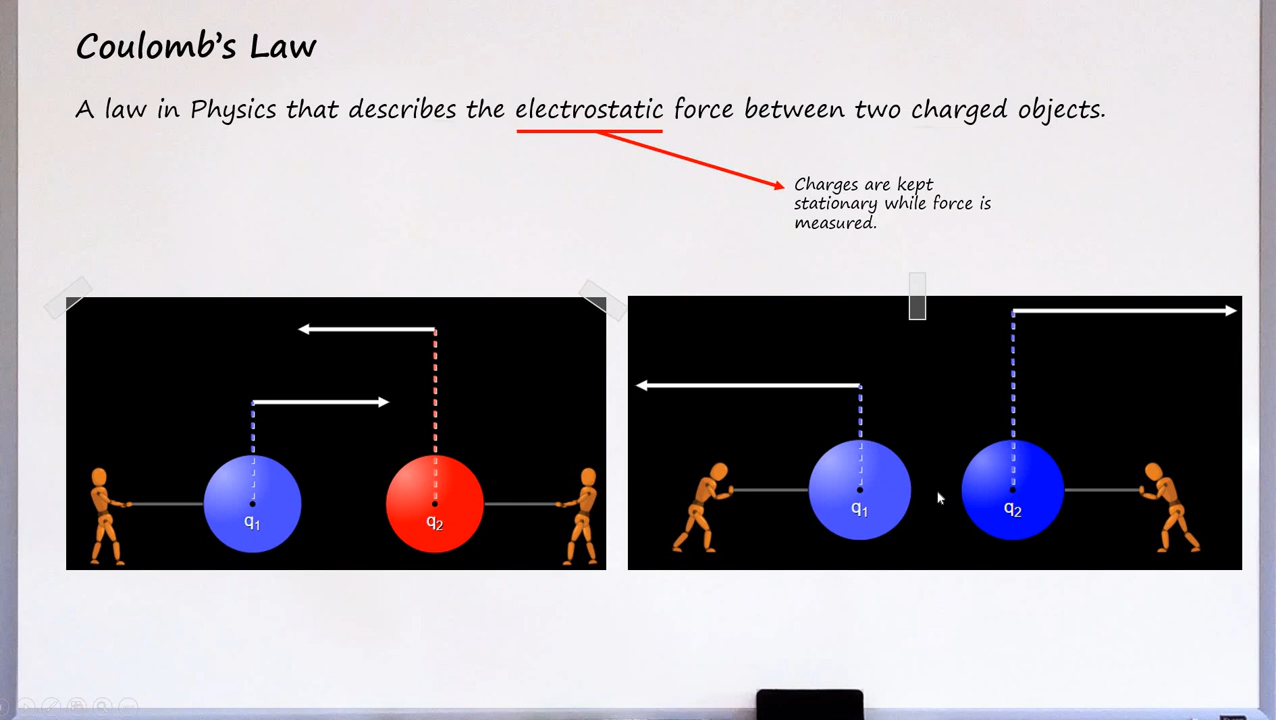 Coulomb's Law
A law in Physics that describes the electrostatic force between two charged objects.
Charges are kept
stationary while force is
measured.
q1
q2
q1
q2